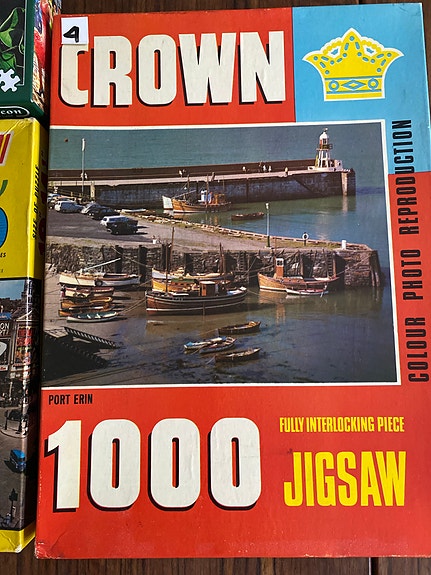 4
CROWN
COLOUR PHOTO REPRODUCTION
PORT ERIN
1000
FULLY INTERLOCKING PIECE
JIGSAW